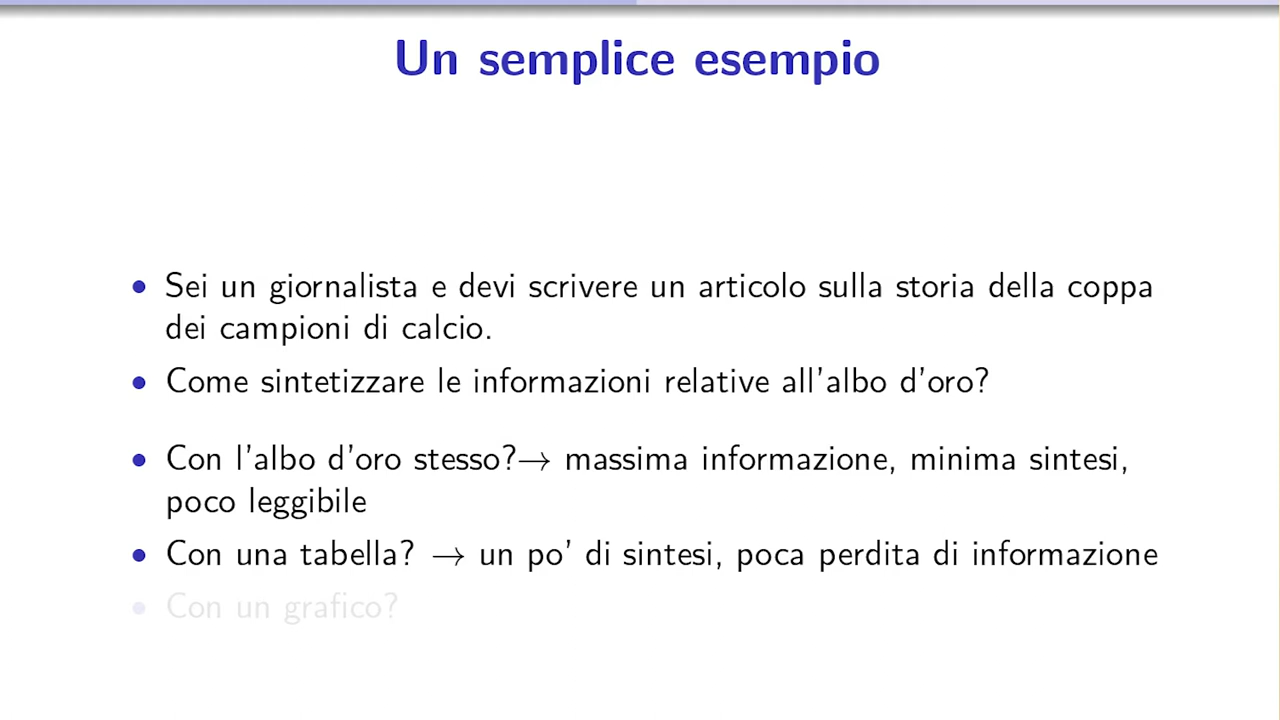 Un semplice esempio
• Sei un giornalista e devi scrivere un articolo sulla storia della coppa
dei campioni di calcio.
• Come sintetizzare le informazioni relative all'albo d'oro?
• Con l'albo d'oro stesso?→ massima informazione, minima sintesi,
poco leggibile
• Con una tabella? → un po' di sintesi, poca perdita di informazione
• Con un grafico?